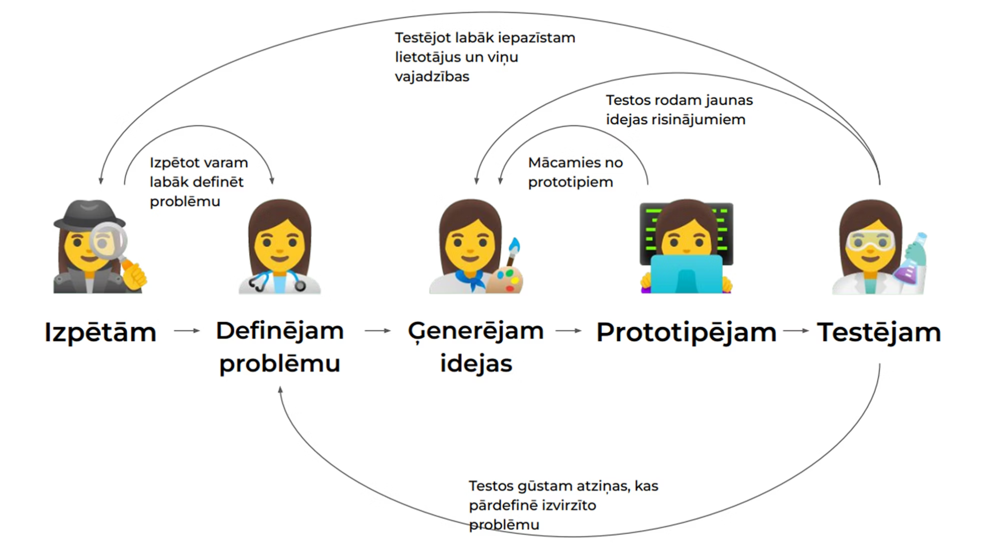 Testējot labāk iepazīstam
lietotājus un viņu
vajadzības
Testos rodam jaunas
idejas risinājumiem
Izpētot varam
labāk definēt
problēmu
Mācamies no
prototipiem
Izpētām
Definējam
problēmu
Ģenerējam
idejas
Prototipējam
Testējam
Testos gūstam atziņas, kas
pārdefinē izvirzīto
problēmu